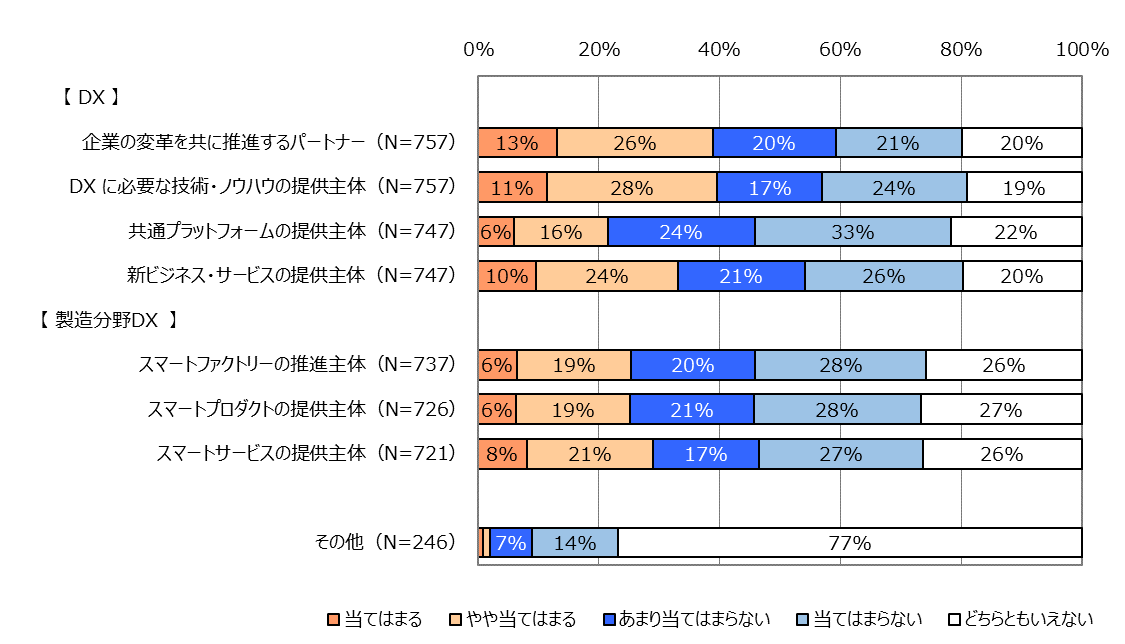 0% 20% 40% 60% 80% 100%
【 DX 】
企業の変革を共に推進するパートナー（N=757） 13% 26% 20% 21% 20%
DX に必要な技術・ノウハウの提供主体（N=757） 11% 28% 17% 24% 19%
共通プラットフォームの提供主体（N=747） 6% 16% 24% 33% 22%
新ビジネス・サービスの提供主体（N=747） 10% 24% 21% 26% 20%
【 製造分野DX 】
スマートファクトリーの推進主体（N=737） 6% 19% 20% 28% 26%
スマートプロダクトの提供主体（N=726） 6% 19% 21% 28% 27%
スマートサービスの提供主体（N=721） 8% 21% 17% 27% 26%
その他（N=246） 7% 14% 77%
当てはまる やや当てはまる あまり当てはまらない 当てはまらない どちらともいえない